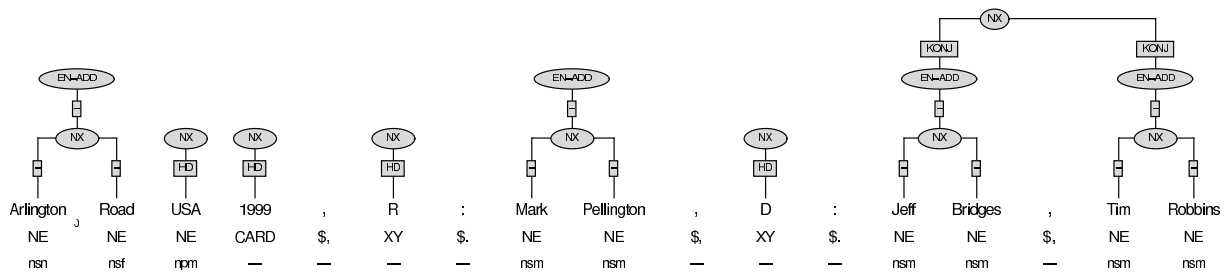 NX
KONJ KONJ
EN–ADD EN–ADD EN–ADD EN–ADD
– – – –
NX NX NX NX NX NX NX NX
– – HD HD HD – – HD – – – –
Arlington Road USA 1999 , R : Mark Pellington , D : Jeff Bridges , Tim Robbins
NE NE NE CARD $, XY $. NE NE $, XY $. NE NE $, NE NE
nsn nsf npm — — — — nsm nsm — — — nsm nsm — nsm nsm